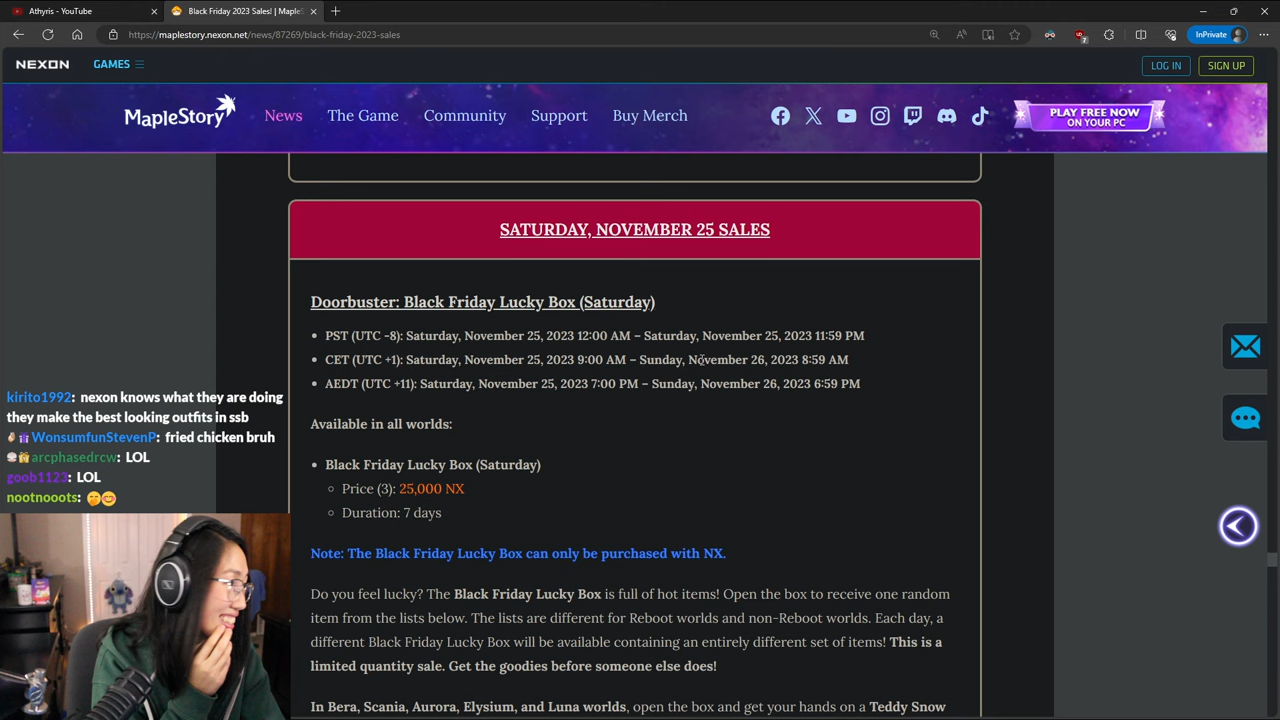 Athyris - YouTube
Black Friday 2023 Sales! | MapleS
https://maplestory.nexon.net/news/87269/black-friday-2023-sales
InPrivate
NEXON
GAMES
LOG IN
SIGN UP
MapleStory
News
The Game
Community
Support
Buy Merch
PLAY FREE NOW
ON YOUR PC
SATURDAY, NOVEMBER 25 SALES
Doorbuster: Black Friday Lucky Box (Saturday)
• PST (UTC -8): Saturday, November 25, 2023 12:00 AM – Saturday, November 25, 2023 11:59 PM
• CET (UTC +1): Saturday, November 25, 2023 9:00 AM – Sunday, November 26, 2023 8:59 AM
• AEDT (UTC +11): Saturday, November 25, 2023 7:00 PM – Sunday, November 26, 2023 6:59 PM
Available in all worlds:
• Black Friday Lucky Box (Saturday)
Price (3): 25,000 NX
Duration: 7 days
Note: The Black Friday Lucky Box can only be purchased with NX.
Do you feel lucky? The Black Friday Lucky Box is full of hot items! Open the box to receive one random
item from the lists below. The lists are different for Reboot worlds and non-Reboot worlds. Each day, a
different Black Friday Lucky Box will be available containing an entirely different set of items! This is a
limited quantity sale. Get the goodies before someone else does!
In Bera, Scania, Aurora, Elysium, and Luna worlds, open the box and get your hands on a Teddy Snow
kirito1992: nexon knows what they are doing
they make the best looking outfits in ssb
WonsumfunStevenP: fried chicken bruh
arcphasedrcw: LOL
goob1123: LOL
nootnooots: 🤭😊